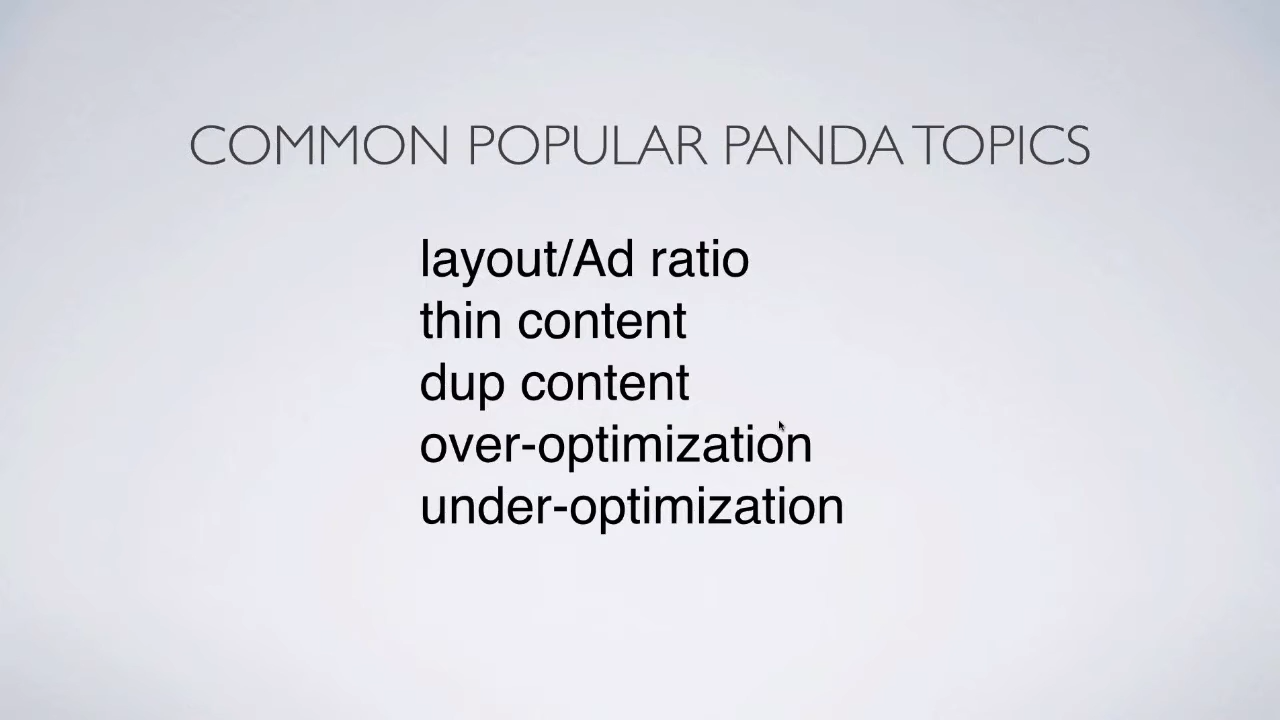 COMMON POPULAR PANDA TOPICS
layout/Ad ratio
thin content
dup content
over-optimization
under-optimization